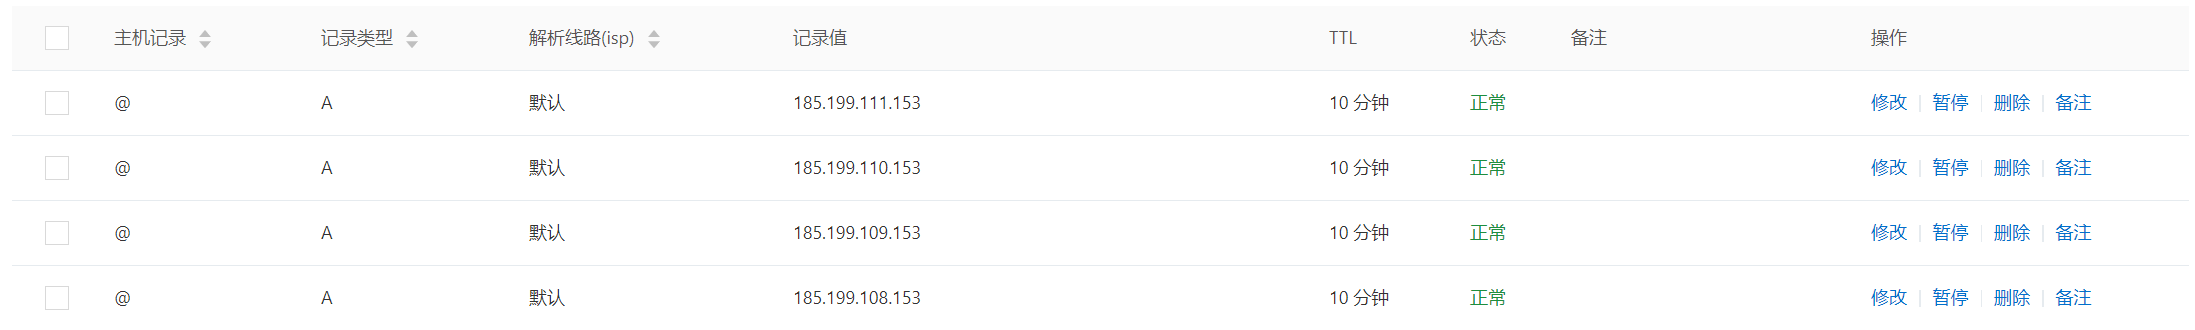 主机记录 记录类型 解析线路(isp) 记录值 TTL 状态 备注 操作
@ A 默认 185.199.111.153 10 分钟 正常 修改 | 暂停 | 删除 | 备注
@ A 默认 185.199.110.153 10 分钟 正常 修改 | 暂停 | 删除 | 备注
@ A 默认 185.199.109.153 10 分钟 正常 修改 | 暂停 | 删除 | 备注
@ A 默认 185.199.108.153 10 分钟 正常 修改 | 暂停 | 删除 | 备注